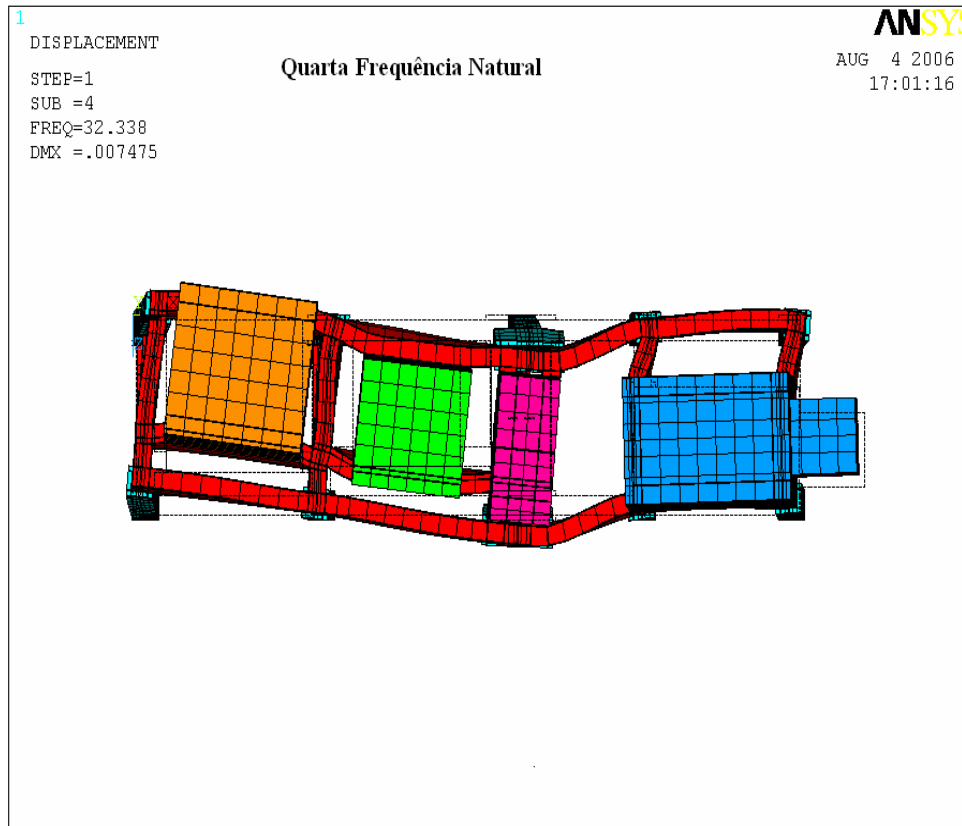 1
DISPLACEMENT
STEP=1
SUB =4
FREQ=32.338
DMX =.007475
Quarta Frequência Natural
ANSYS
AUG 4 2006
17:01:16